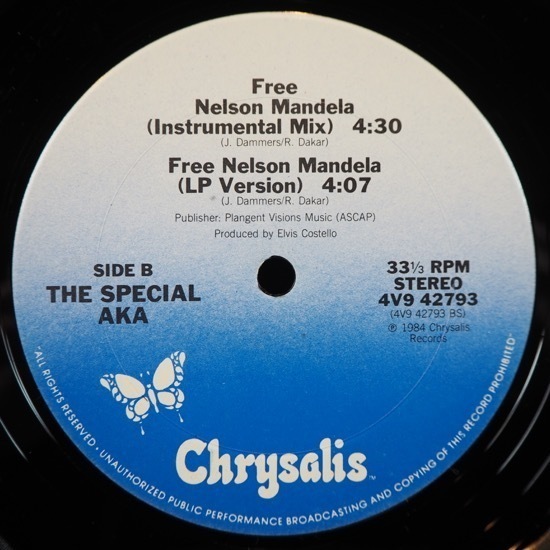 Free
Nelson Mandela
(Instrumental Mix) 4:30
(J. Dammers/R. Dakar)
Free Nelson Mandela
(LP Version) 4:07
(J. Dammers/R. Dakar)
Publisher: Plangent Visions Music (ASCAP)
Produced by Elvis Costello
SIDE B
THE SPECIAL
AKA
33⅓ RPM
STEREO
4V9 42793
(4V9 42793 BS)
℗ 1984 Chrysalis
Records
Chrysalis™
"ALL RIGHTS RESERVED · UNAUTHORIZED PUBLIC PERFORMANCE BROADCASTING AND COPYING OF THIS RECORD PROHIBITED"